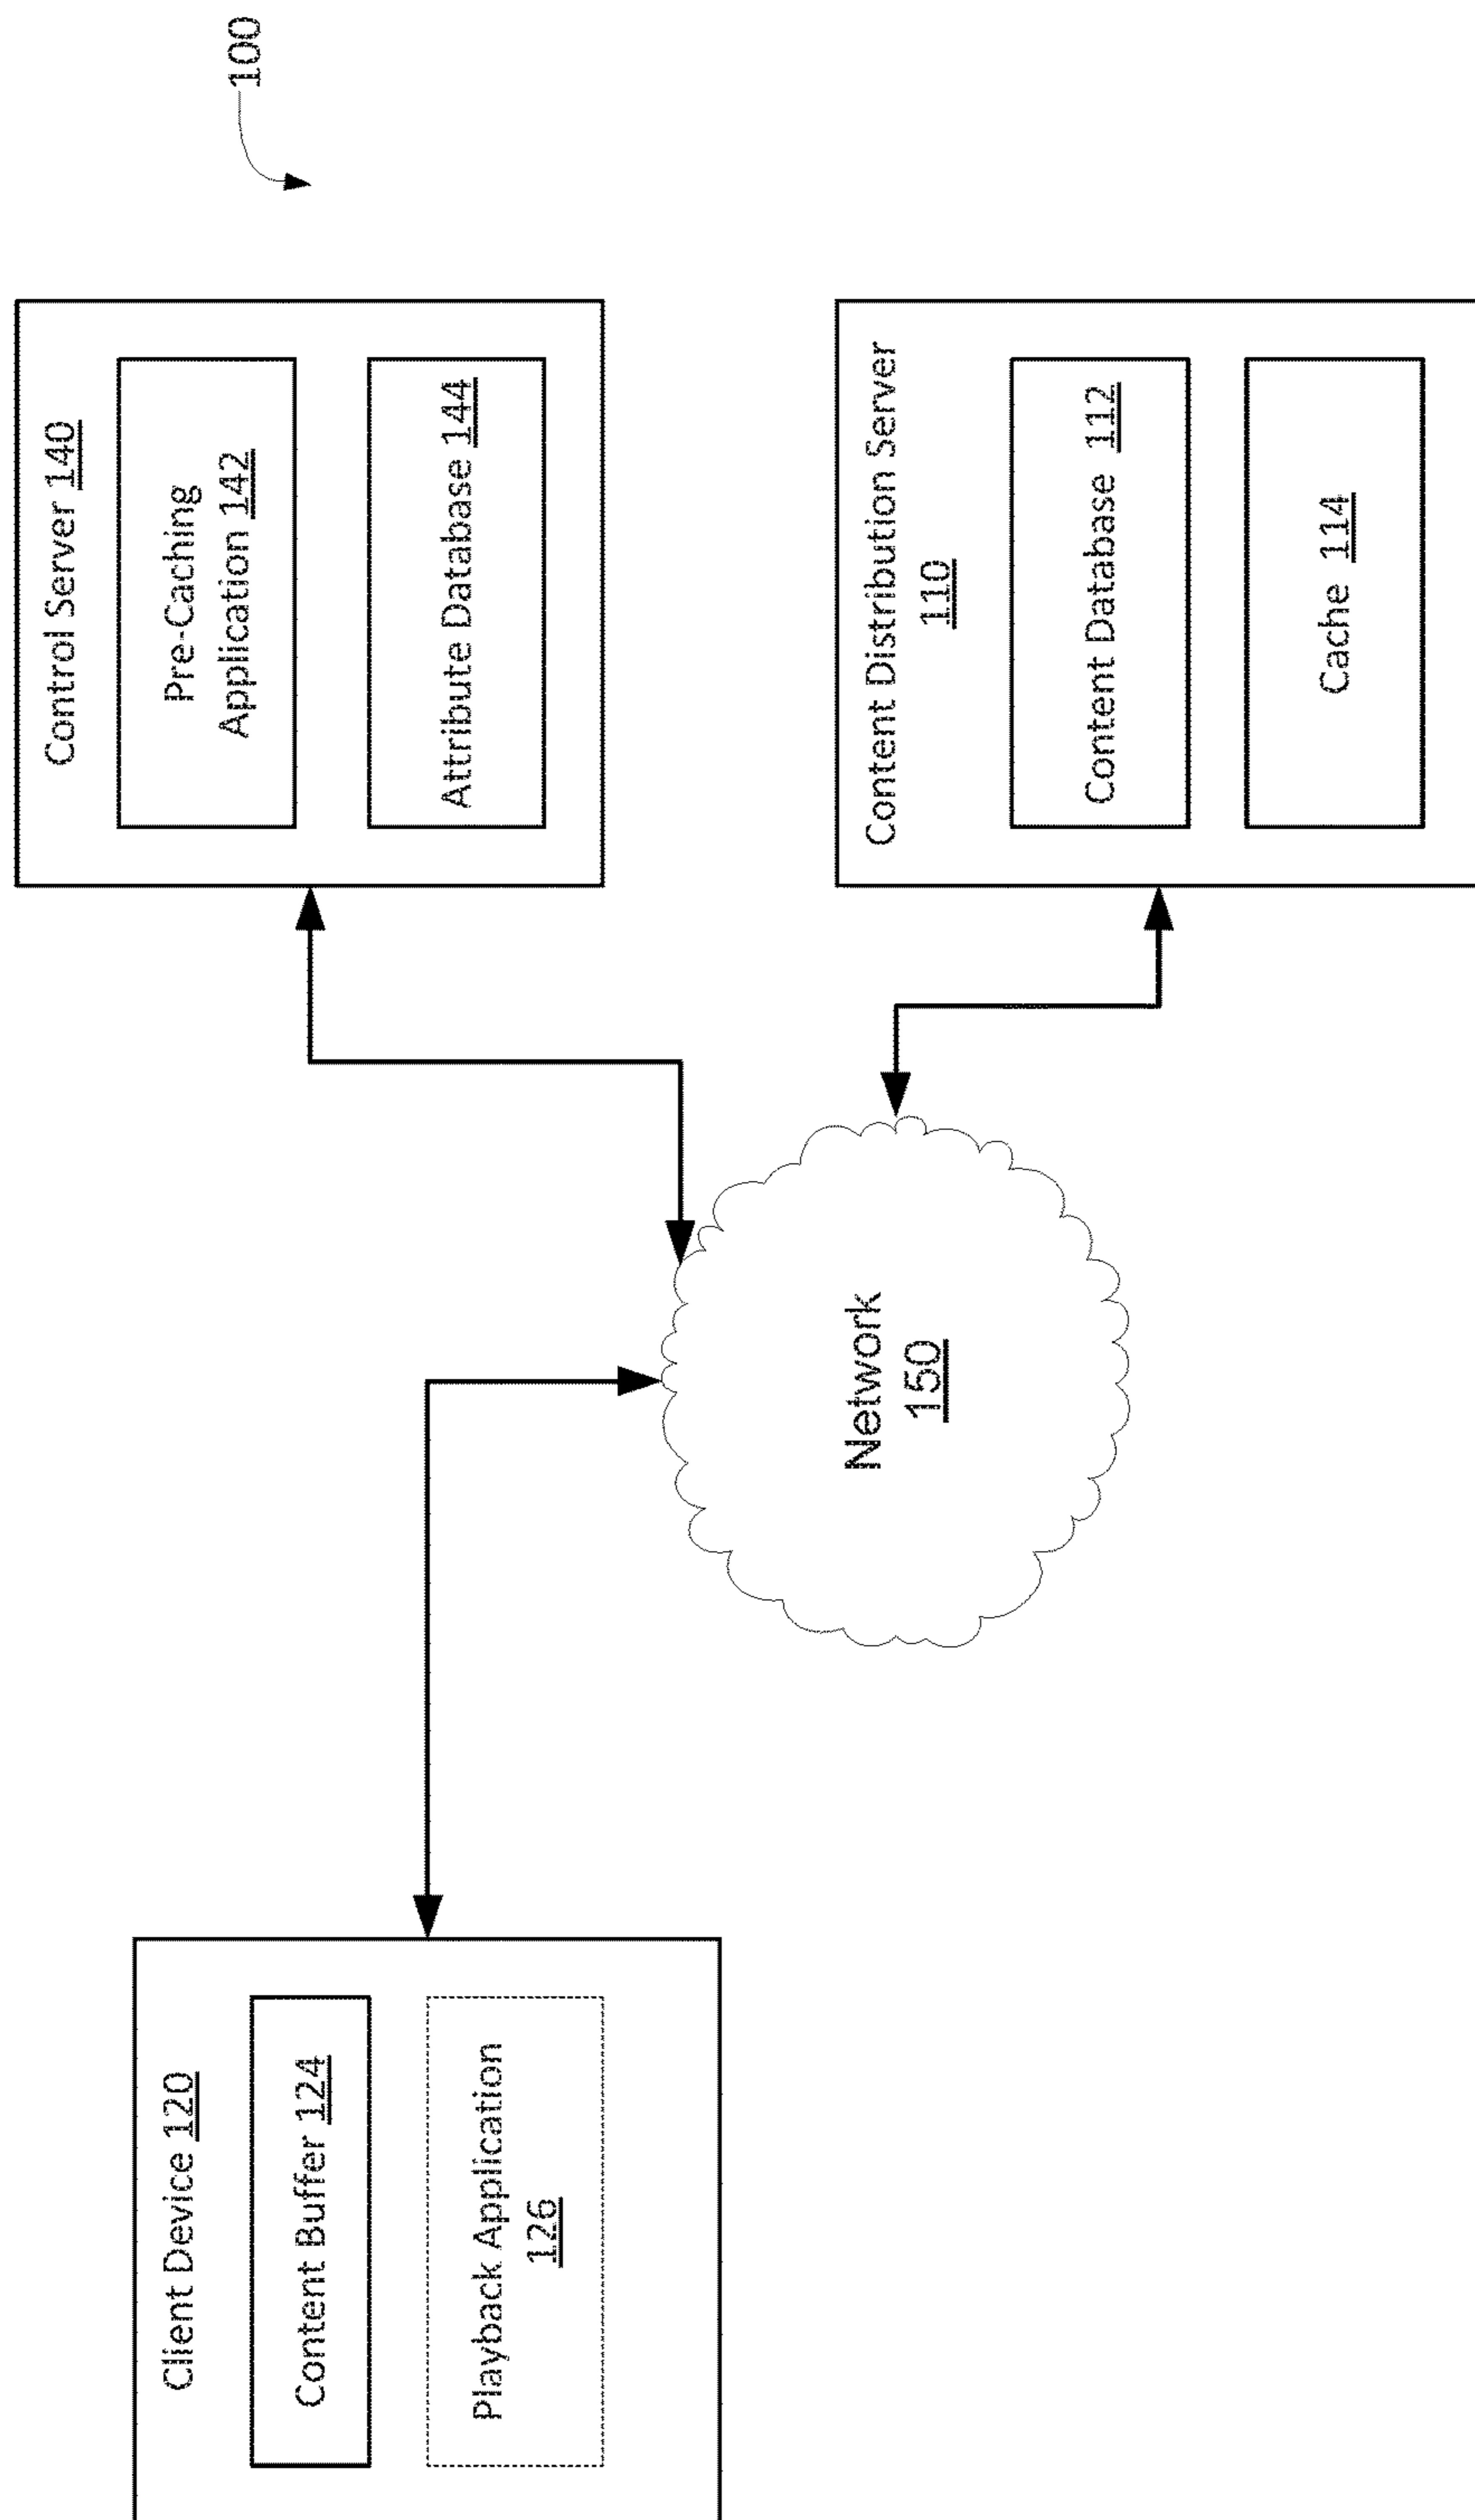 100
Client Device 120
Content Buffer 124
Playback Application
126
Network
150
Control Server 140
Pre-Caching
Application 142
Attribute Database 144
Content Distribution Server
110
Content Database 112
Cache 114